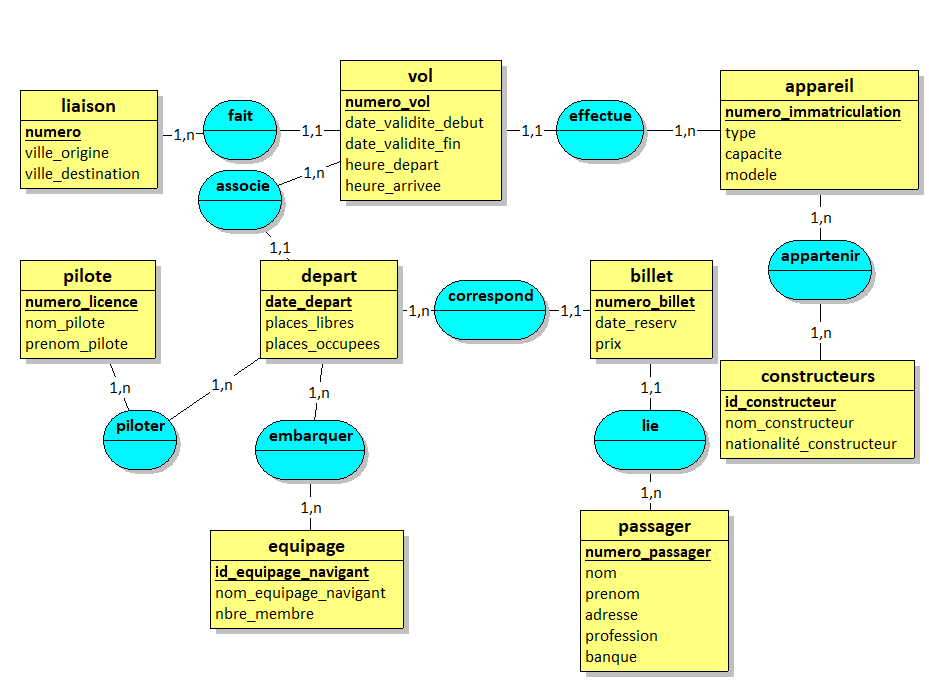 vol
numero_vol
date_validite_debut
date_validite_fin
heure_depart
heure_arrivee
liaison
numero
ville_origine
ville_destination
1,n
fait
1,1
1,1
effectue
1,n
appareil
numero_immatriculation
type
capacite
modele
associe
1,n
1,1
1,n
appartenir
1,n
pilote
numero_licence
nom_pilote
prenom_pilote
depart
date_depart
places_libres
places_occupees
1,n
correspond
1,1
billet
numero_billet
date_reserv
prix
constructeurs
id_constructeur
nom_constructeur
nationalité_constructeur
1,n
piloter
1,n
1,n
embarquer
1,n
1,1
lie
1,n
equipage
id_equipage_navigant
nom_equipage_navigant
nbre_membre
passager
numero_passager
nom
prenom
adresse
profession
banque